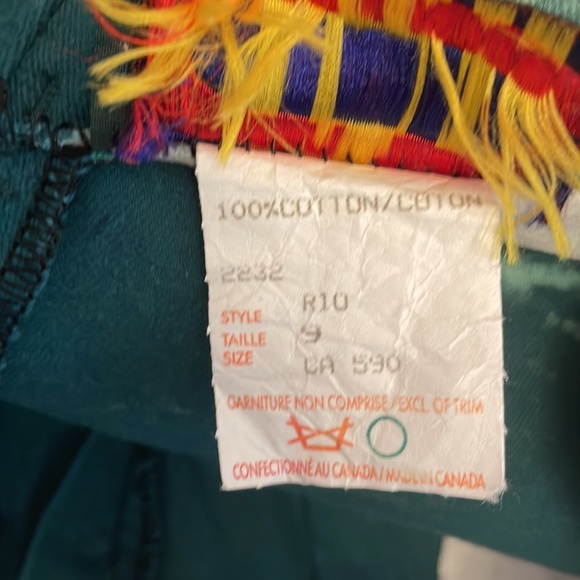 100%COTTON/COTON
2232
STYLE R10
TAILLE 9
SIZE CA 590
GARNITURE NON COMPRISE/EXCL. OF TRIM
CONFECTIONNÉ AU CANADA/MADE IN CANADA